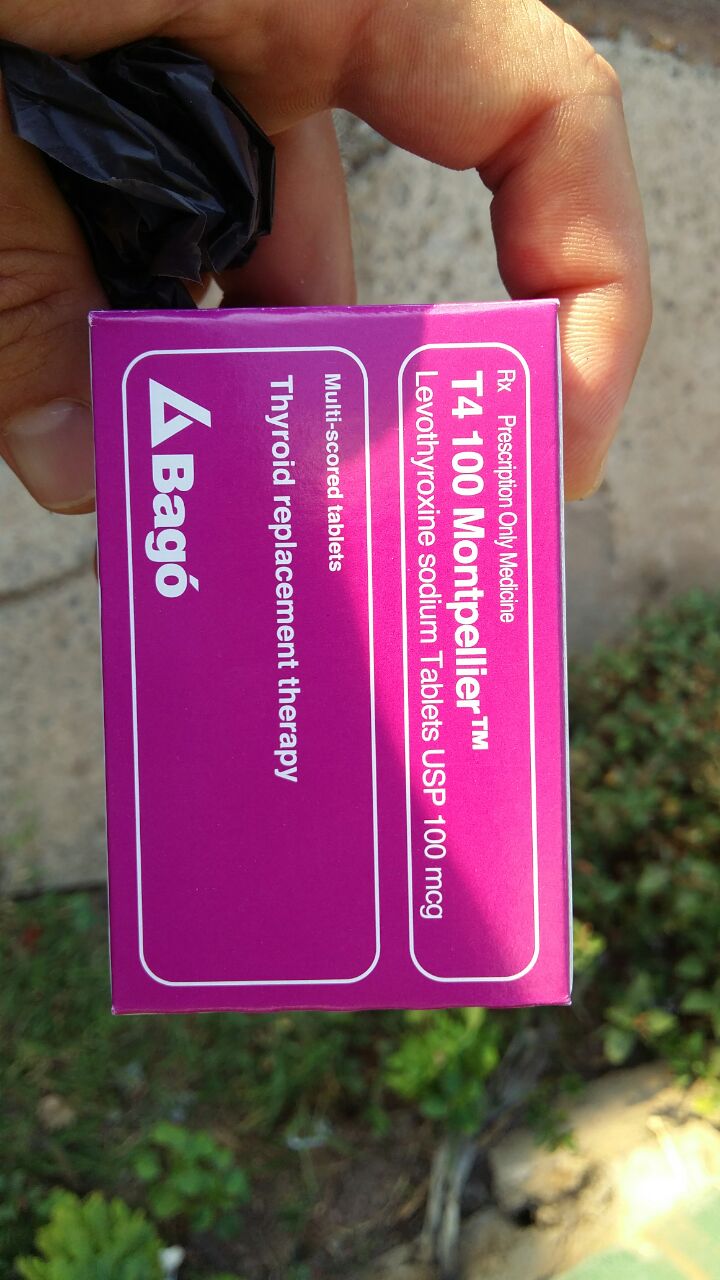 Rx Prescription Only Medicine
T4 100 Montpellier™
Levothyroxine sodium Tablets USP 100 mcg
Multi-scored tablets
Thyroid replacement therapy
Bagó